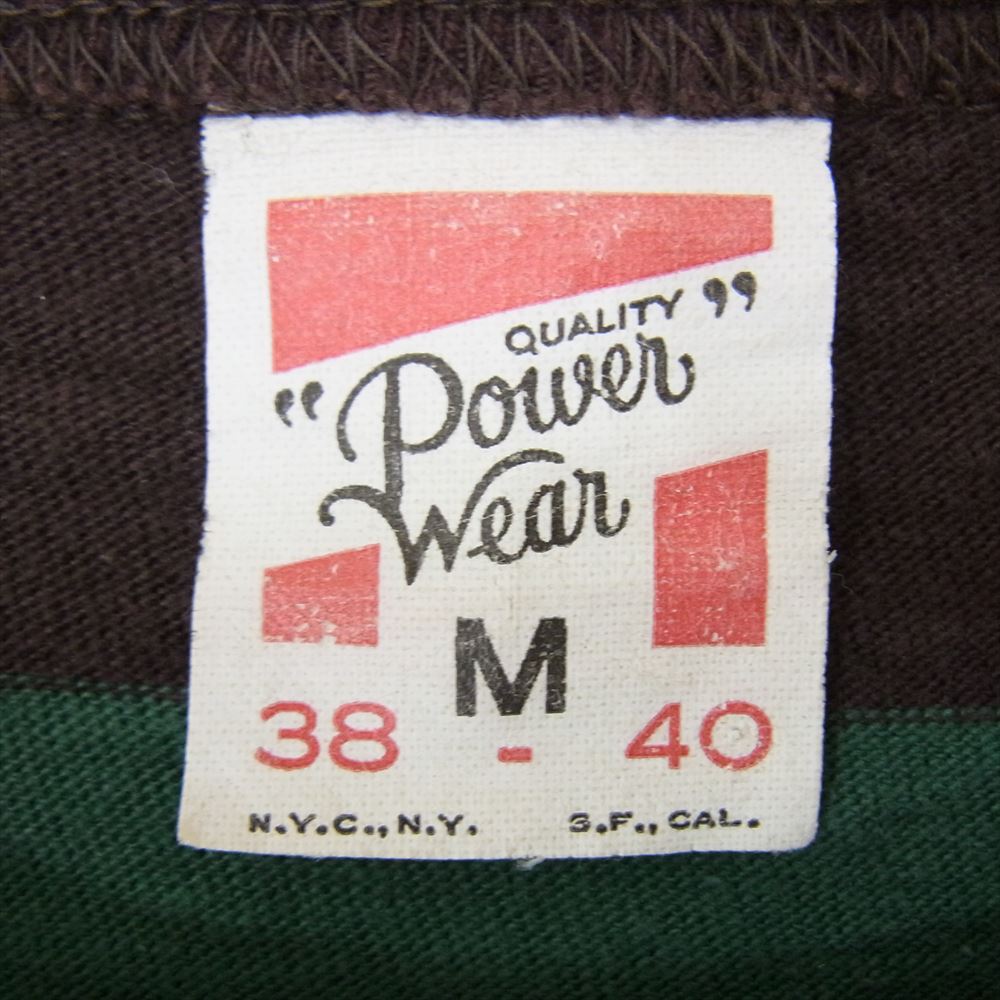 QUALITY
"Power
Wear"
M
38 - 40
N.Y.C., N.Y. S.F., CAL.